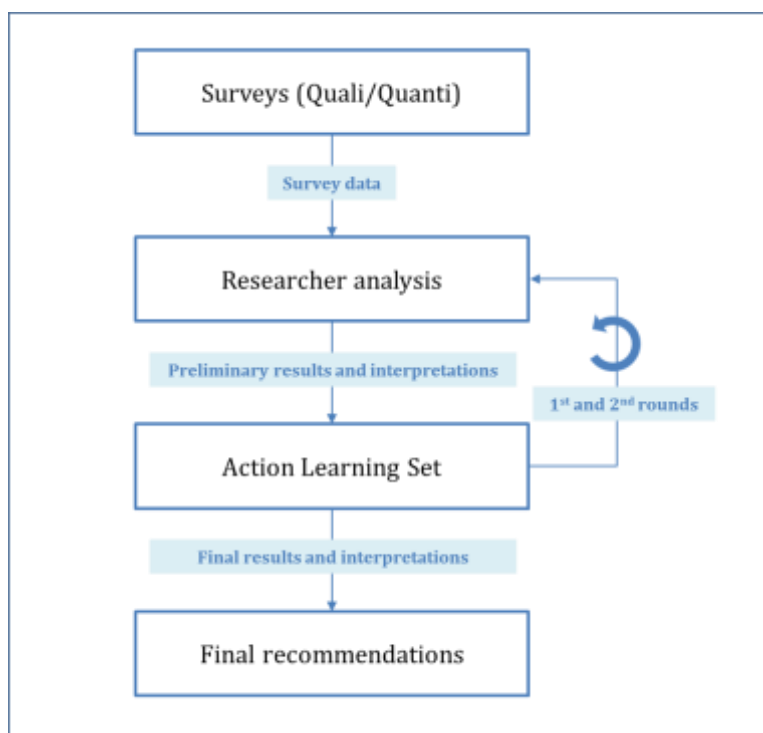 Surveys (Quali/Quanti)
Survey data
Researcher analysis
Preliminary results and interpretations
1st and 2nd rounds
Action Learning Set
Final results and interpretations
Final recommendations